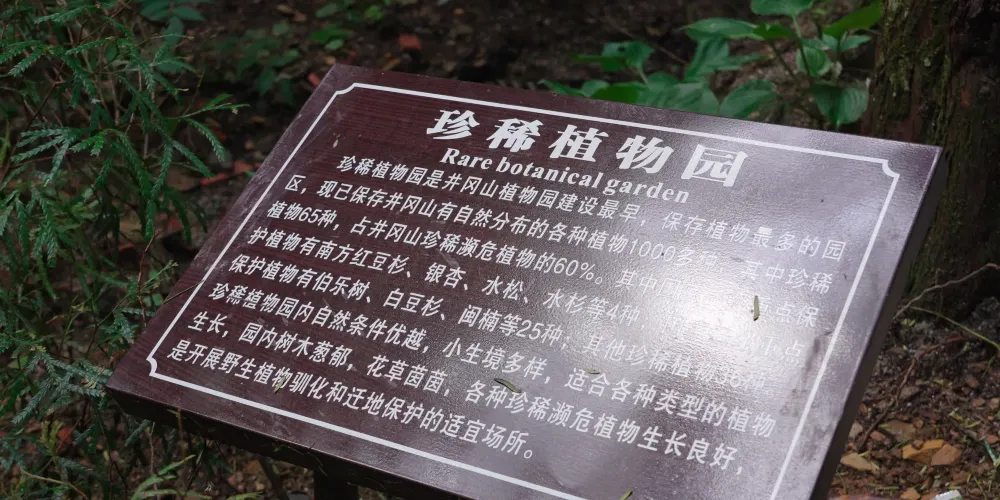 珍稀植物园
Rare botanical garden
珍稀植物园是井冈山植物园建设最早，保存植物最多的园
区，现已保存井冈山有自然分布的各种植物1000多种，其中珍稀
植物65种，占井冈山珍稀濒危植物的60%。其中
护植物有南方红豆杉、银杏、水松、水杉等4种，点保
保护植物有伯乐树、白豆杉、闽楠等25种；其他珍稀植物36种
珍稀植物园内自然条件优越，小生境多样，适合各种类型的植物
生长，园内树木葱郁，花草茵茵，各种珍稀濒危植物生长良好，
是开展野生植物驯化和迁地保护的适宜场所。